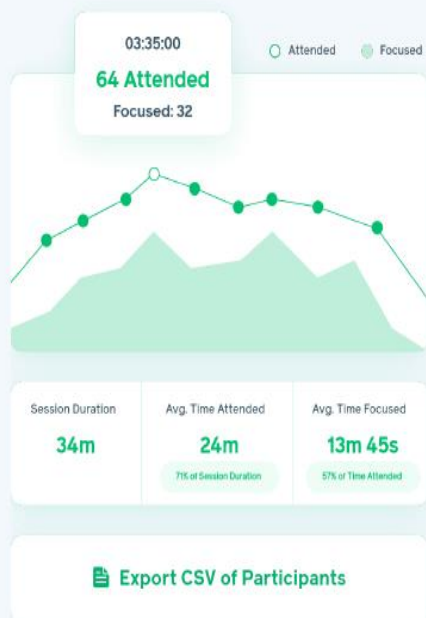 03:35:00
64 Attended
Focused: 32
Attended
Focused
Session Duration
34m
Avg. Time Attended
24m
71% of Session Duration
Avg. Time Focused
13m 45s
57% or Time Attended
Export CSV of Participants